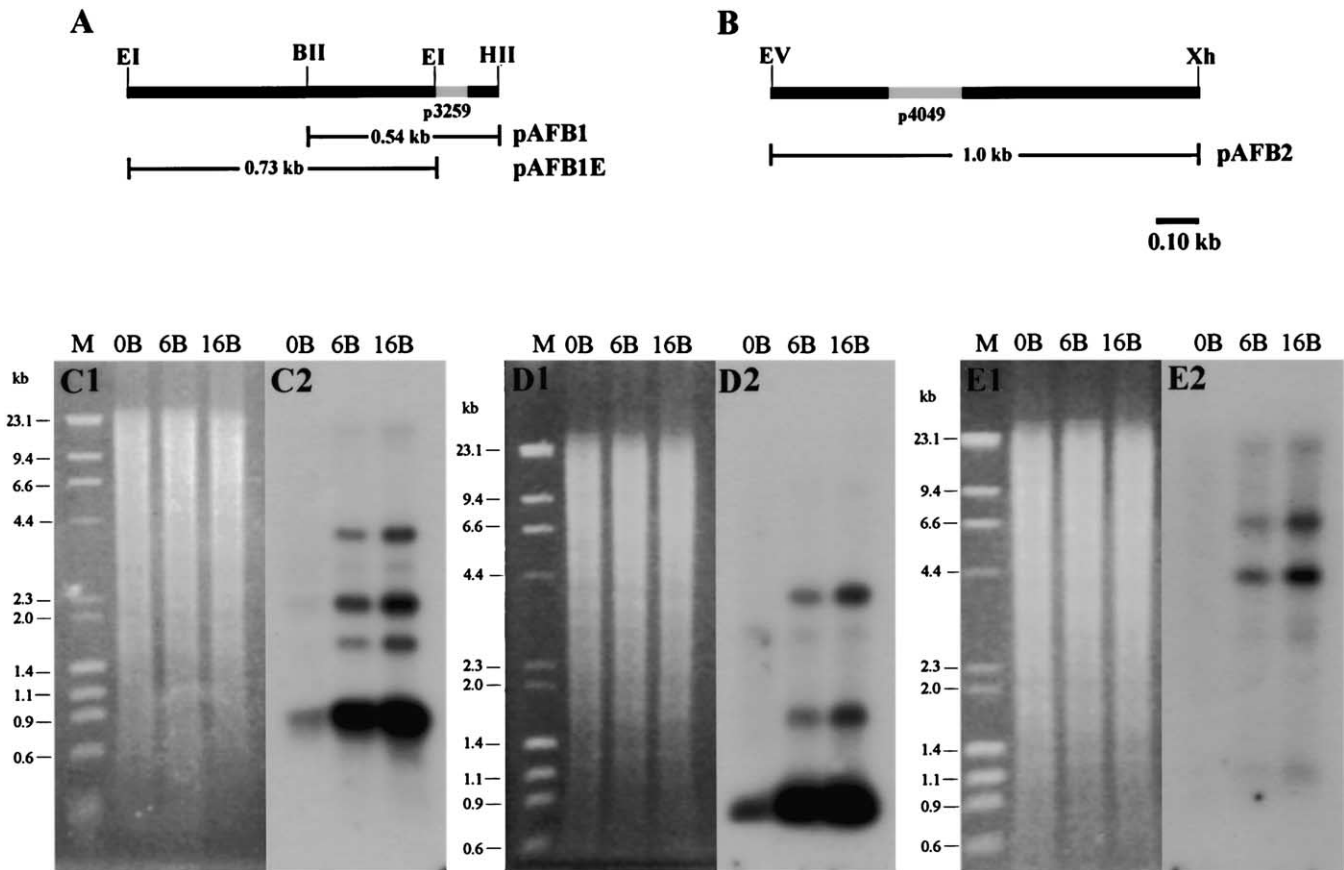 A
EI BII EI HII
p3259
0.54 kb pAFB1
0.73 kb pAFB1E
B
EV Xh
p4049
1.0 kb pAFB2
0.10 kb
M 0B 6B 16B 0B 6B 16B
kb
C1 C2
23.1
9.4
6.6
4.4
2.3
2.0
1.4
1.1
0.9
0.6
M 0B 6B 16B 0B 6B 16B
kb
D1 D2
23.1
9.4
6.6
4.4
2.3
2.0
1.4
1.1
0.9
0.6
M 0B 6B 16B 0B 6B 16B
kb
E1 E2
23.1
9.4
6.6
4.4
2.3
2.0
1.4
1.1
0.9
0.6